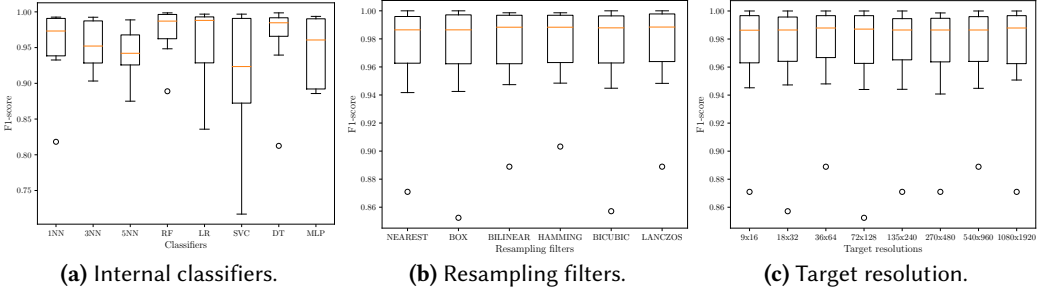 F1-score
1.00
0.95
0.90
0.85
0.80
0.75
1NN 3NN 5NN RF LR SVC DT MLP
Classifiers
(a) Internal classifiers.
F1-score
1.00
0.98
0.96
0.94
0.92
0.90
0.88
0.86
NEAREST BOX BILINEAR HAMMING BICUBIC LANCZOS
Resampling filters
(b) Resampling filters.
F1-score
1.00
0.98
0.96
0.94
0.92
0.90
0.88
0.86
9x16 18x32 36x64 72x128 135x240 270x480 540x960 1080x1920
Target resolutions
(c) Target resolution.